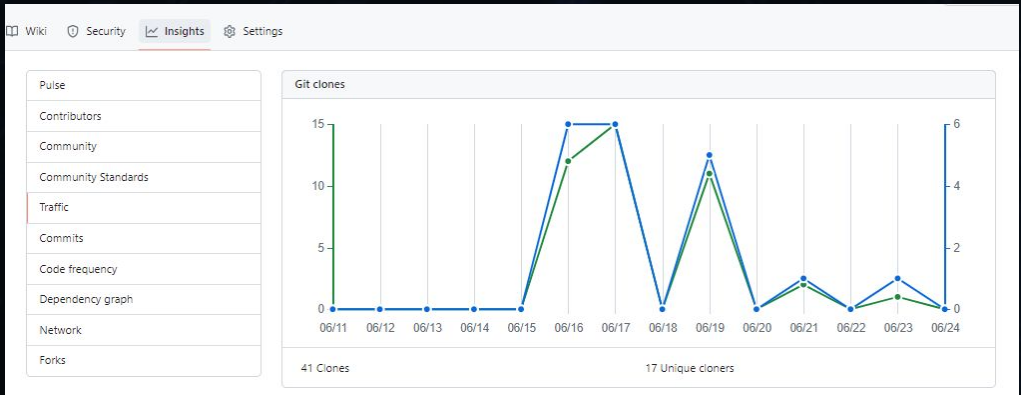 Wiki Security Insights Settings
Pulse
Contributors
Community
Community Standards
Traffic
Commits
Code frequency
Dependency graph
Network
Forks
Git clones
15 6
10 4
5 2
0 0
06/11 06/12 06/13 06/14 06/15 06/16 06/17 06/18 06/19 06/20 06/21 06/22 06/23 06/24
41 Clones 17 Unique cloners